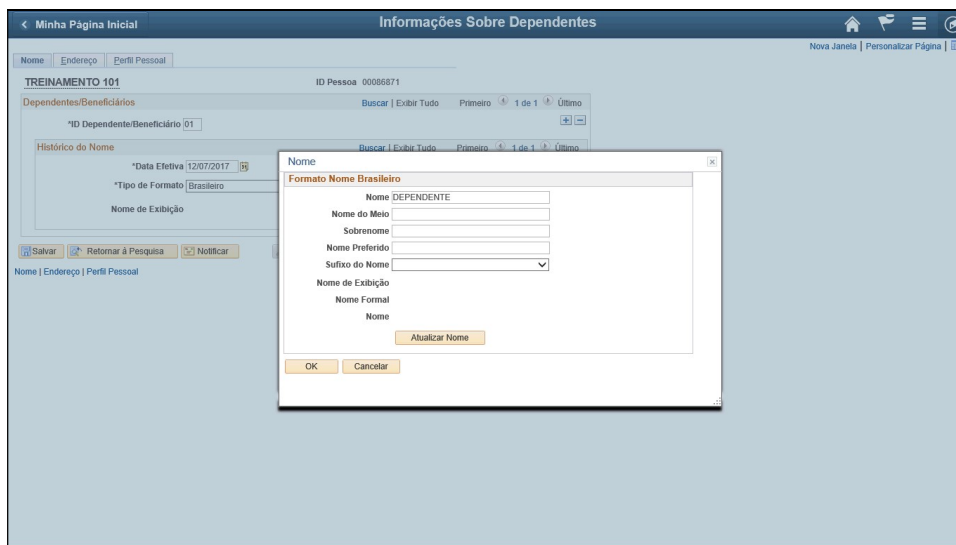 Minha Página Inicial
Informações Sobre Dependentes
Nova Janela | Personalizar Página |
Nome Endereço Perfil Pessoal
TREINAMENTO 101 ID Pessoa 00086871
Dependentes/Beneficiários Buscar | Exibir Tudo Primeiro 1 de 1 Último
*ID Dependente/Beneficiário 01
Histórico do Nome Buscar | Exibir Tudo Primeiro 1 de 1 Último
*Data Efetiva 12/07/2017
*Tipo de Formato Brasileiro
Nome de Exibição
Salvar Retornar à Pesquisa Notificar
Nome | Endereço | Perfil Pessoal
Nome
Formato Nome Brasileiro
Nome DEPENDENTE
Nome do Meio
Sobrenome
Nome Preferido
Sufixo do Nome
Nome de Exibição
Nome Formal
Nome
Atualizar Nome
OK Cancelar